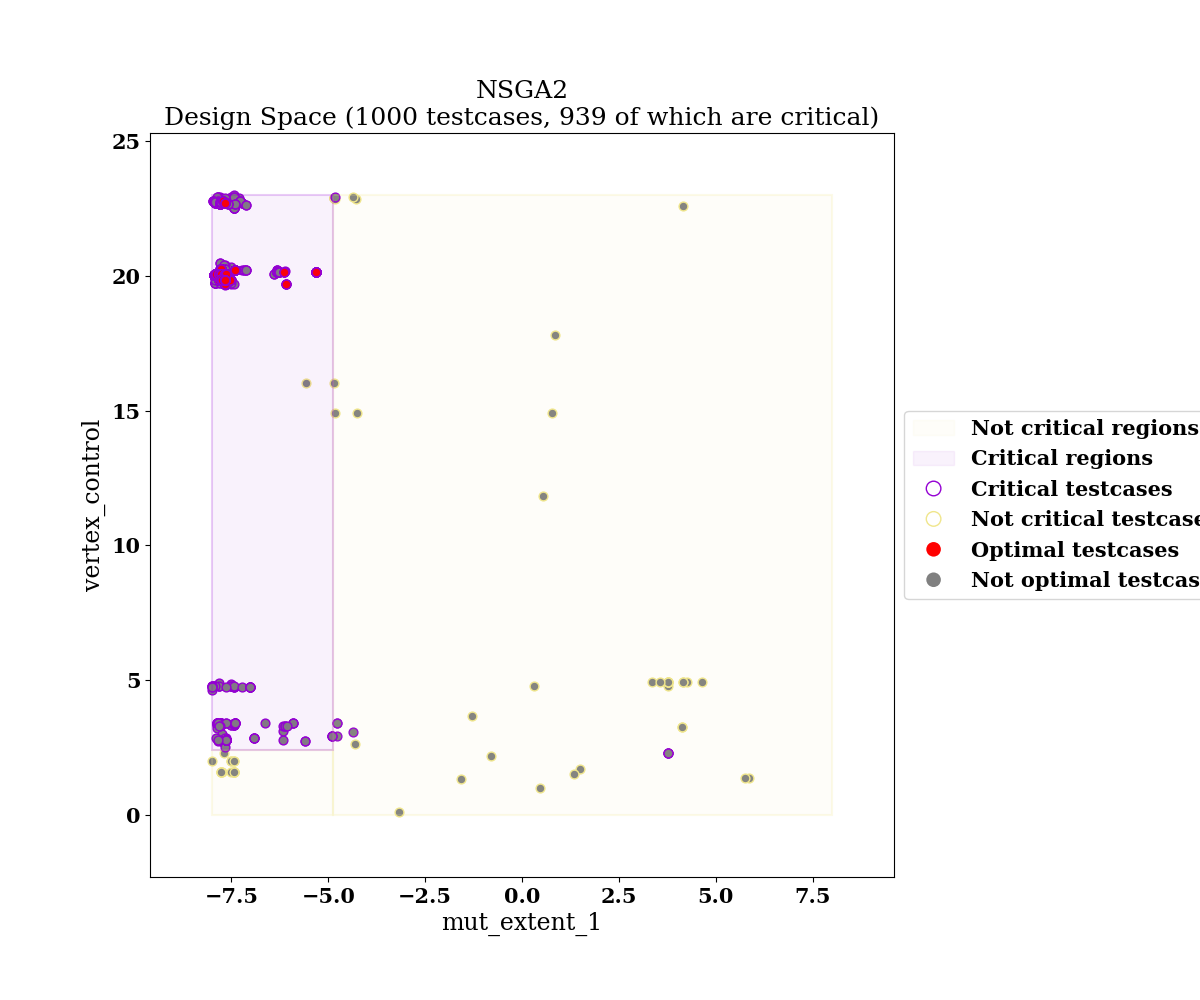 NSGA2
Design Space (1000 testcases, 939 of which are critical)
25
20
15
10
5
0
vertex_control
−7.5
−5.0
−2.5
0.0
2.5
5.0
7.5
mut_extent_1
Not critical regions
Critical regions
Critical testcases
Not critical testcase
Optimal testcases
Not optimal testcas